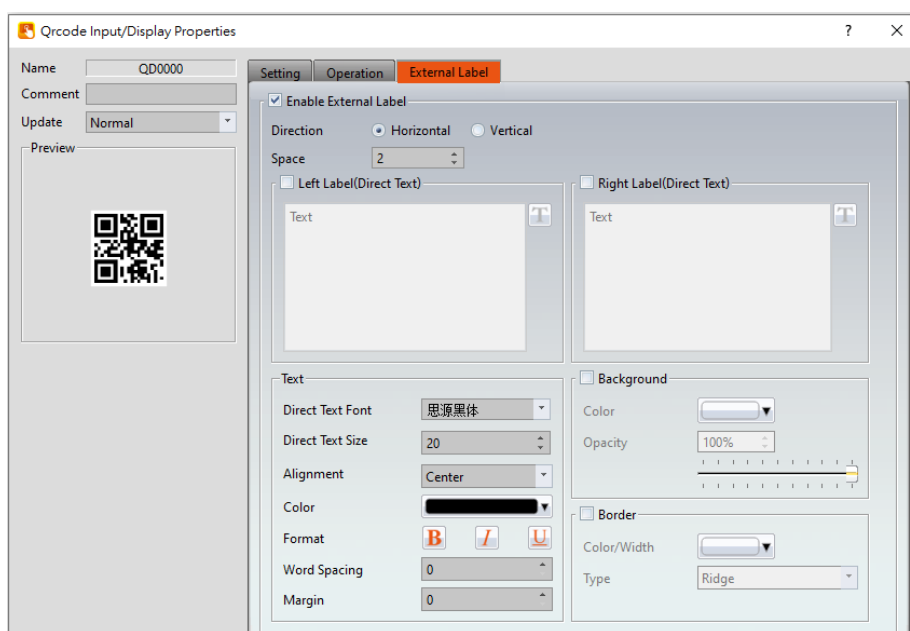 Qrcode Input/Display Properties
?
Name QD0000
Comment
Update Normal
Preview
Setting Operation External Label
Enable External Label
Direction Horizontal Vertical
Space 2
Left Label(Direct Text) Right Label(Direct Text)
Text T Text T
Text
Direct Text Font 思源黑体
Direct Text Size 20
Alignment Center
Color
Format B I U
Word Spacing 0
Margin 0
Background
Color
Opacity 100%
Border
Color/Width
Type Ridge